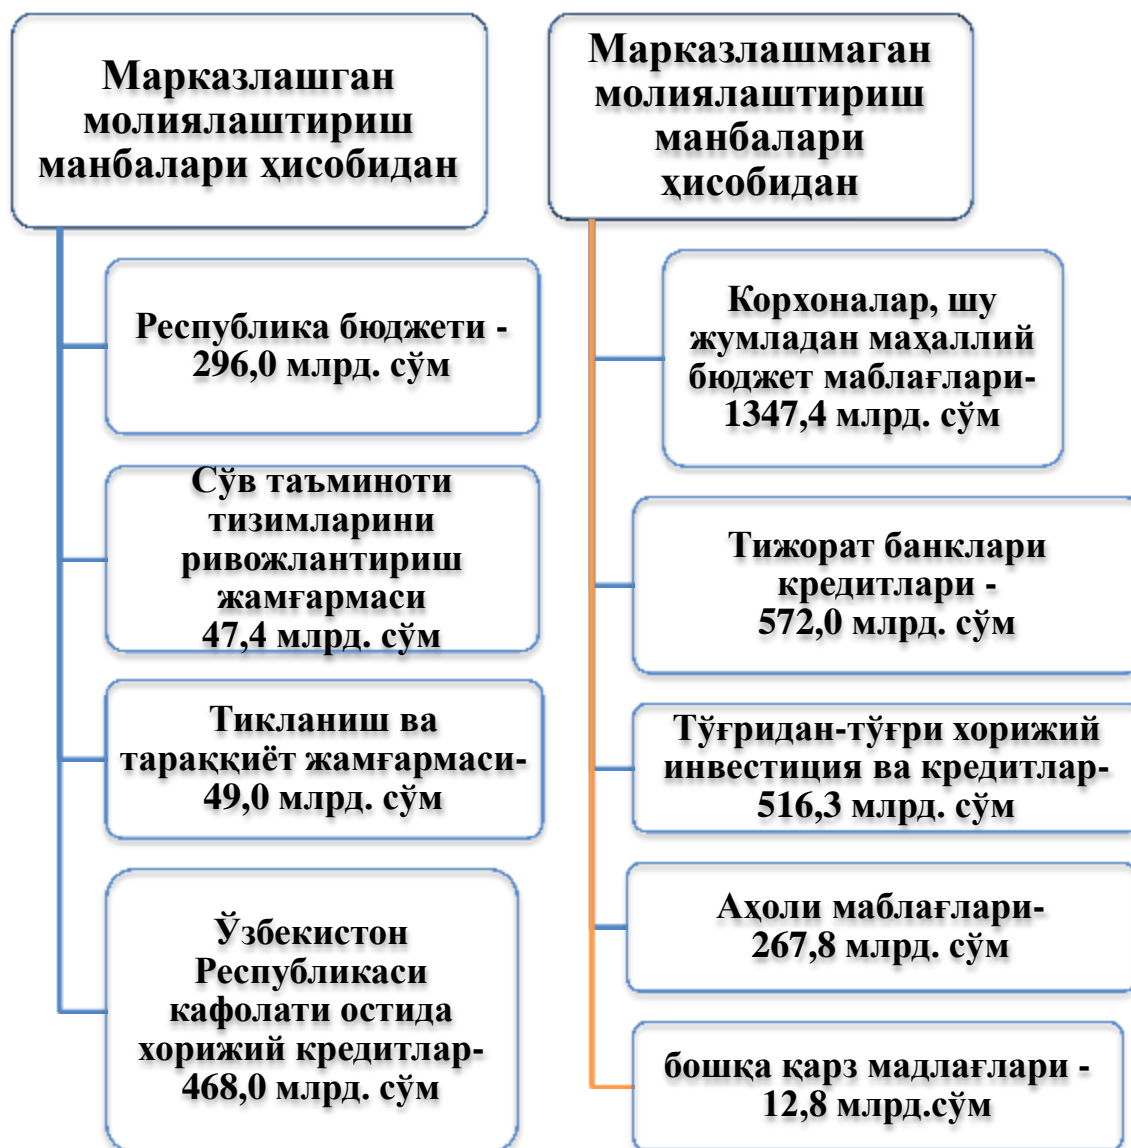 Марказлашган
молиялаштириш
манбалари ҳисобидан
Республика бюджети -
296,0 млрд. сўм
Сўв таъминоти
тизимларини
ривожлантириш
жамғармаси
47,4 млрд. сўм
Тикланиш ва
тараққиёт жамғармаси-
49,0 млрд. сўм
Ўзбекистон
Республикаси
кафолати остида
хорижий кредитлар-
468,0 млрд. сўм
Марказлашмаган
молиялаштириш
манбалари
ҳисобидан
Корхоналар, шу
жумладан маҳаллий
бюджет маблағлари-
1347,4 млрд. сўм
Тижорат банклари
кредитлари -
572,0 млрд. сўм
Тўғридан-тўғри хорижий
инвестиция ва кредитлар-
516,3 млрд. сўм
Аҳоли маблағлари-
267,8 млрд. сўм
бошқа қарз мадлағлари -
12,8 млрд.сўм